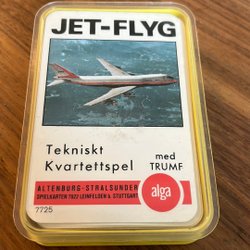 JET-FLYG
Tekniskt
Kvartettspel
med
TRUMF
ALTENBURG-STRALSUNDER
SPIELKARTEN 7022 LEINFELDEN b. STUTTGART
alga
7725